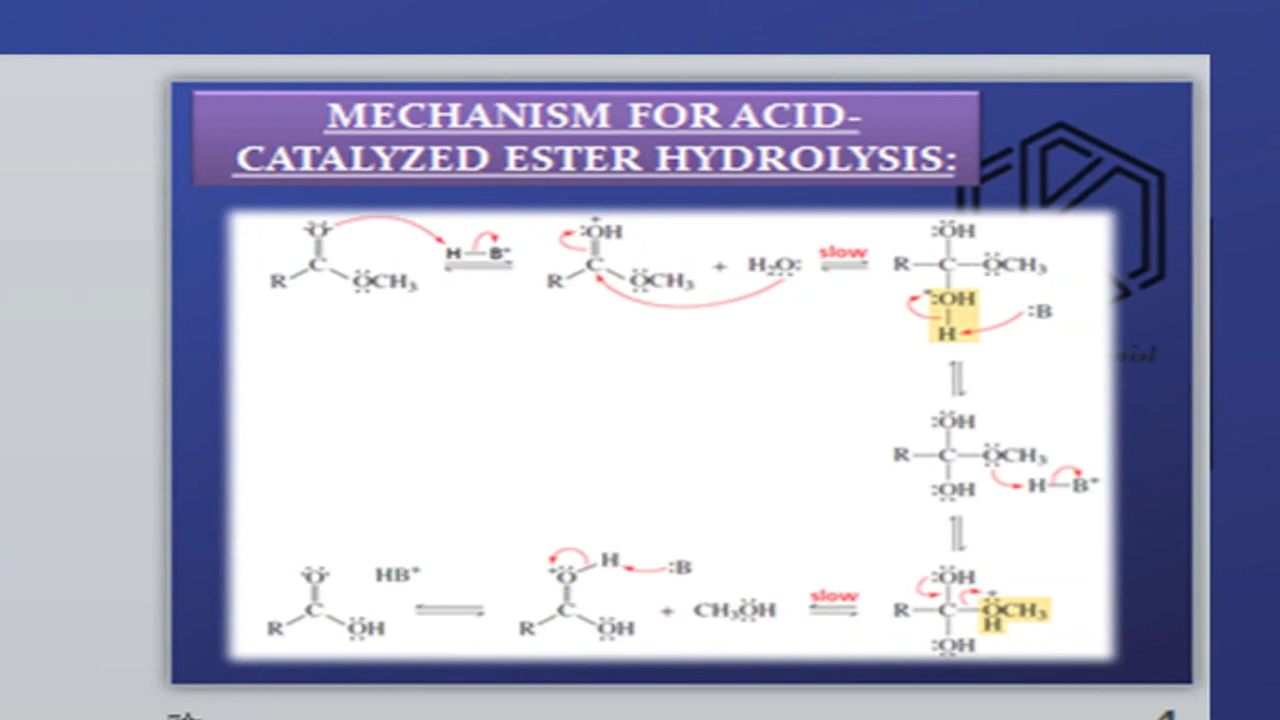 MECHANISM FOR ACID-
CATALYZED ESTER HYDROLYSIS:
O
C
R
OCH3
H—B+
+
:OH
C
R
OCH3
+ H2O:
slow
:OH
R—C—OCH3
+
:OH
H
:B
:OH
R—C—OCH3
:OH
H—B+
O
C
R
OH
HB+
+O
H
:B
C
R
OH
+ CH3OH
slow
:OH
R—C—OCH3
+
H
:OH